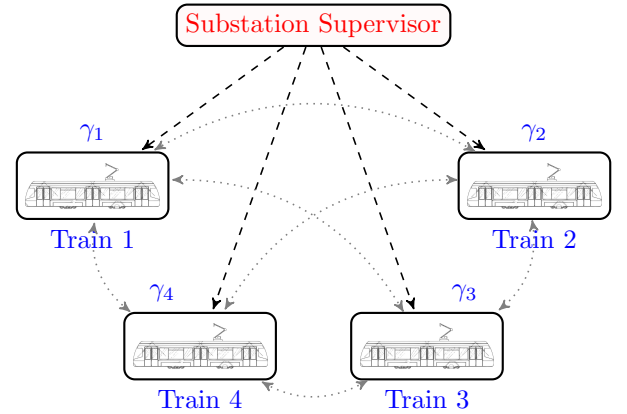 Substation Supervisor
γ1
γ2
Train 1
Train 2
γ4
γ3
Train 4
Train 3